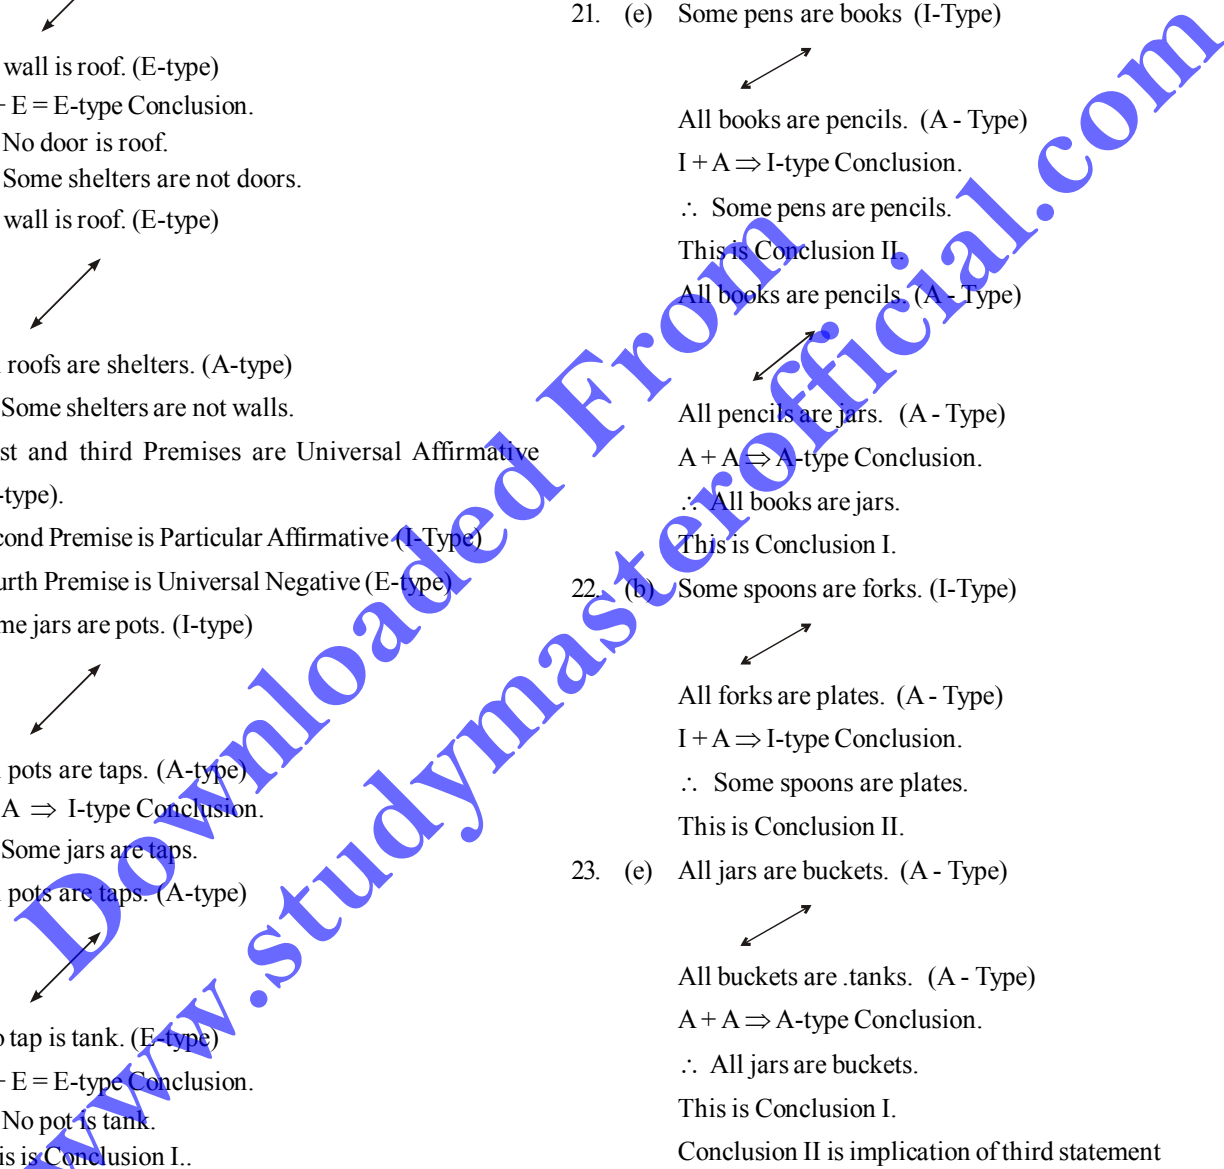 wall is roof. (E-type)
+ E = E-type Conclusion.
No door is roof.
Some shelters are not doors.
wall is roof. (E-type)
roofs are shelters. (A-type)
Some shelters are not walls.
st and third Premises are Universal Affirmative
-type).
cond Premise is Particular Affirmative (I-Type)
urth Premise is Universal Negative (E-type)
me jars are pots. (I-type)
pots are taps. (A-type)
A ⇒ I-type Conclusion.
Some jars are taps.
pots are taps. (A-type)
o tap is tank. (E-type)
+ E = E-type Conclusion.
No pot is tank.
is is Conclusion I..
21. (e) Some pens are books (I-Type)
All books are pencils. (A - Type)
I + A ⇒ I-type Conclusion.
∴ Some pens are pencils.
This is Conclusion II.
All books are pencils. (A - Type)
All pencils are jars. (A - Type)
A + A ⇒ A-type Conclusion.
∴ All books are jars.
This is Conclusion I.
22. (b) Some spoons are forks. (I-Type)
All forks are plates. (A - Type)
I + A ⇒ I-type Conclusion.
∴ Some spoons are plates.
This is Conclusion II.
23. (e) All jars are buckets. (A - Type)
All buckets are .tanks. (A - Type)
A + A ⇒ A-type Conclusion.
∴ All jars are buckets.
This is Conclusion I.
Conclusion II is implication of third statement
Downloaded From
www.studymasterofficial.com